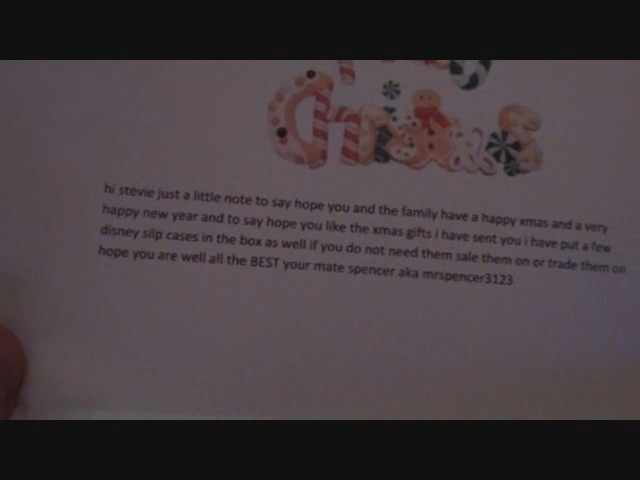 Christmas
hi stevie just a little note to say hope you and the family have a happy xmas and a very
happy new year and to say hope you like the xmas gifts i have sent you i have put a few
disney silp cases in the box as well if you do not need them sale them on or trade them on
hope you are well all the BEST your mate spencer aka mrspencer3123